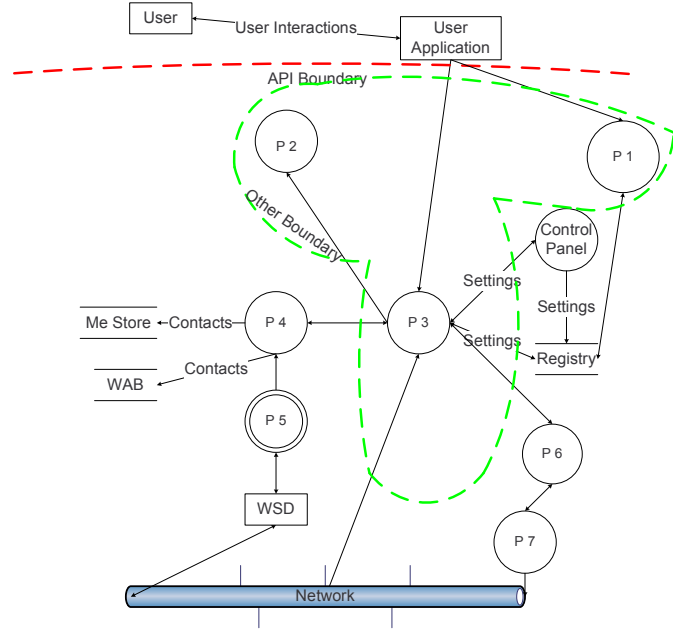 User
User Interactions
User
Application
API Boundary
P 2
P 1
Other Boundary
Control
Panel
Settings
Settings
Me Store
Contacts
P 4
P 3
Settings
Registry
WAB
Contacts
P 5
P 6
WSD
P 7
Network